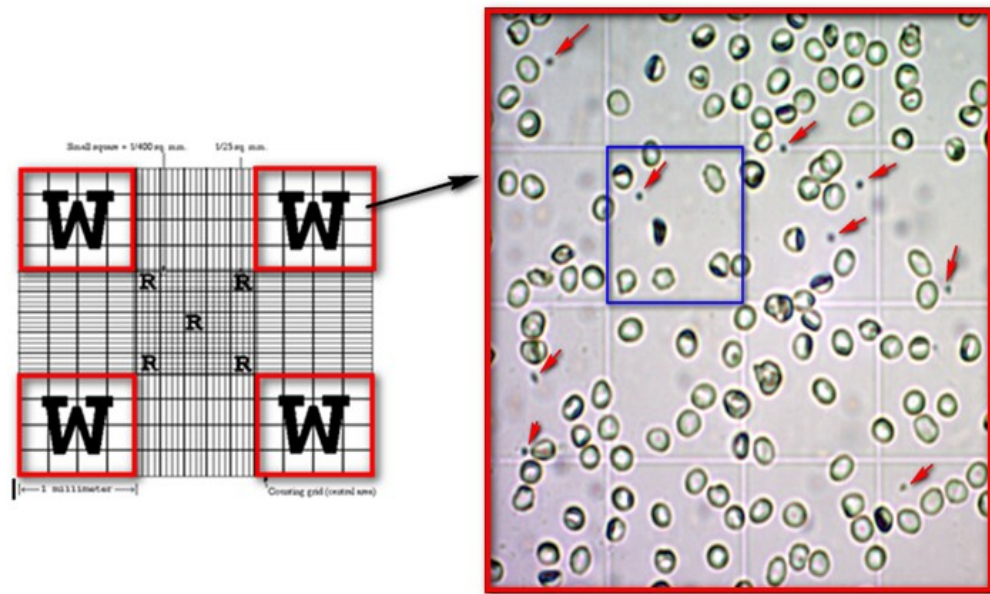 Small square = 1/400 sq. mm.
1/25 sq. mm.
W
W
R
R
R
R
R
W
W
1 millimeter
Counting grid (central area)